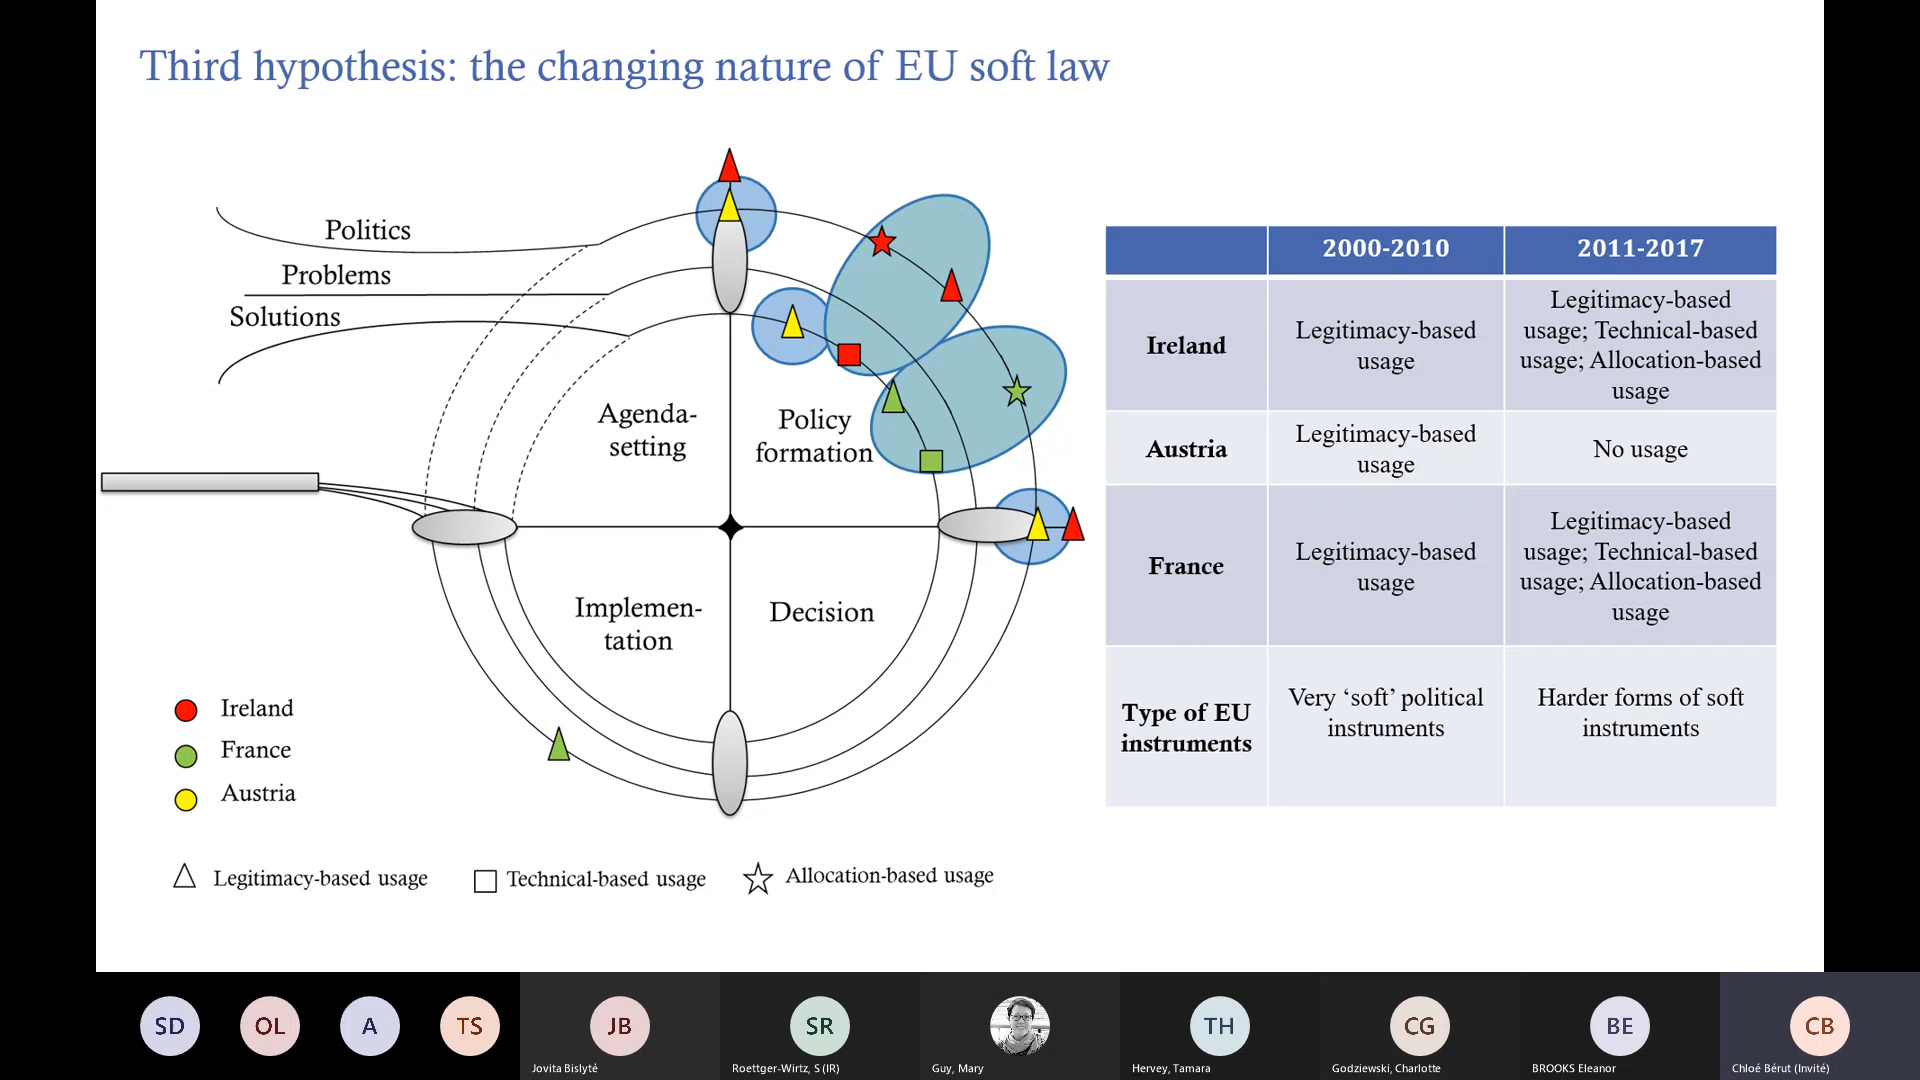 Third hypothesis: the changing nature of EU soft law
Politics
Problems
Solutions
Agenda-
setting
Policy
formation
Implemen-
tation
Decision
Ireland
France
Austria
Legitimacy-based usage
Technical-based usage
Allocation-based usage
2000-2010
2011-2017
Ireland
Legitimacy-based
usage
Legitimacy-based
usage; Technical-based
usage; Allocation-based
usage
Austria
Legitimacy-based
usage
No usage
France
Legitimacy-based
usage
Legitimacy-based
usage; Technical-based
usage; Allocation-based
usage
Type of EU
instruments
Very ‘soft’ political
instruments
Harder forms of soft
instruments
SD
OL
A
TS
JB
Jovita Bislytė
SR
Roettger-Wirtz, S (IR)
Guy, Mary
TH
Hervey, Tamara
CG
Godziewski, Charlotte
BE
BROOKS Eleanor
CB
Chloé Bérut (Invité)